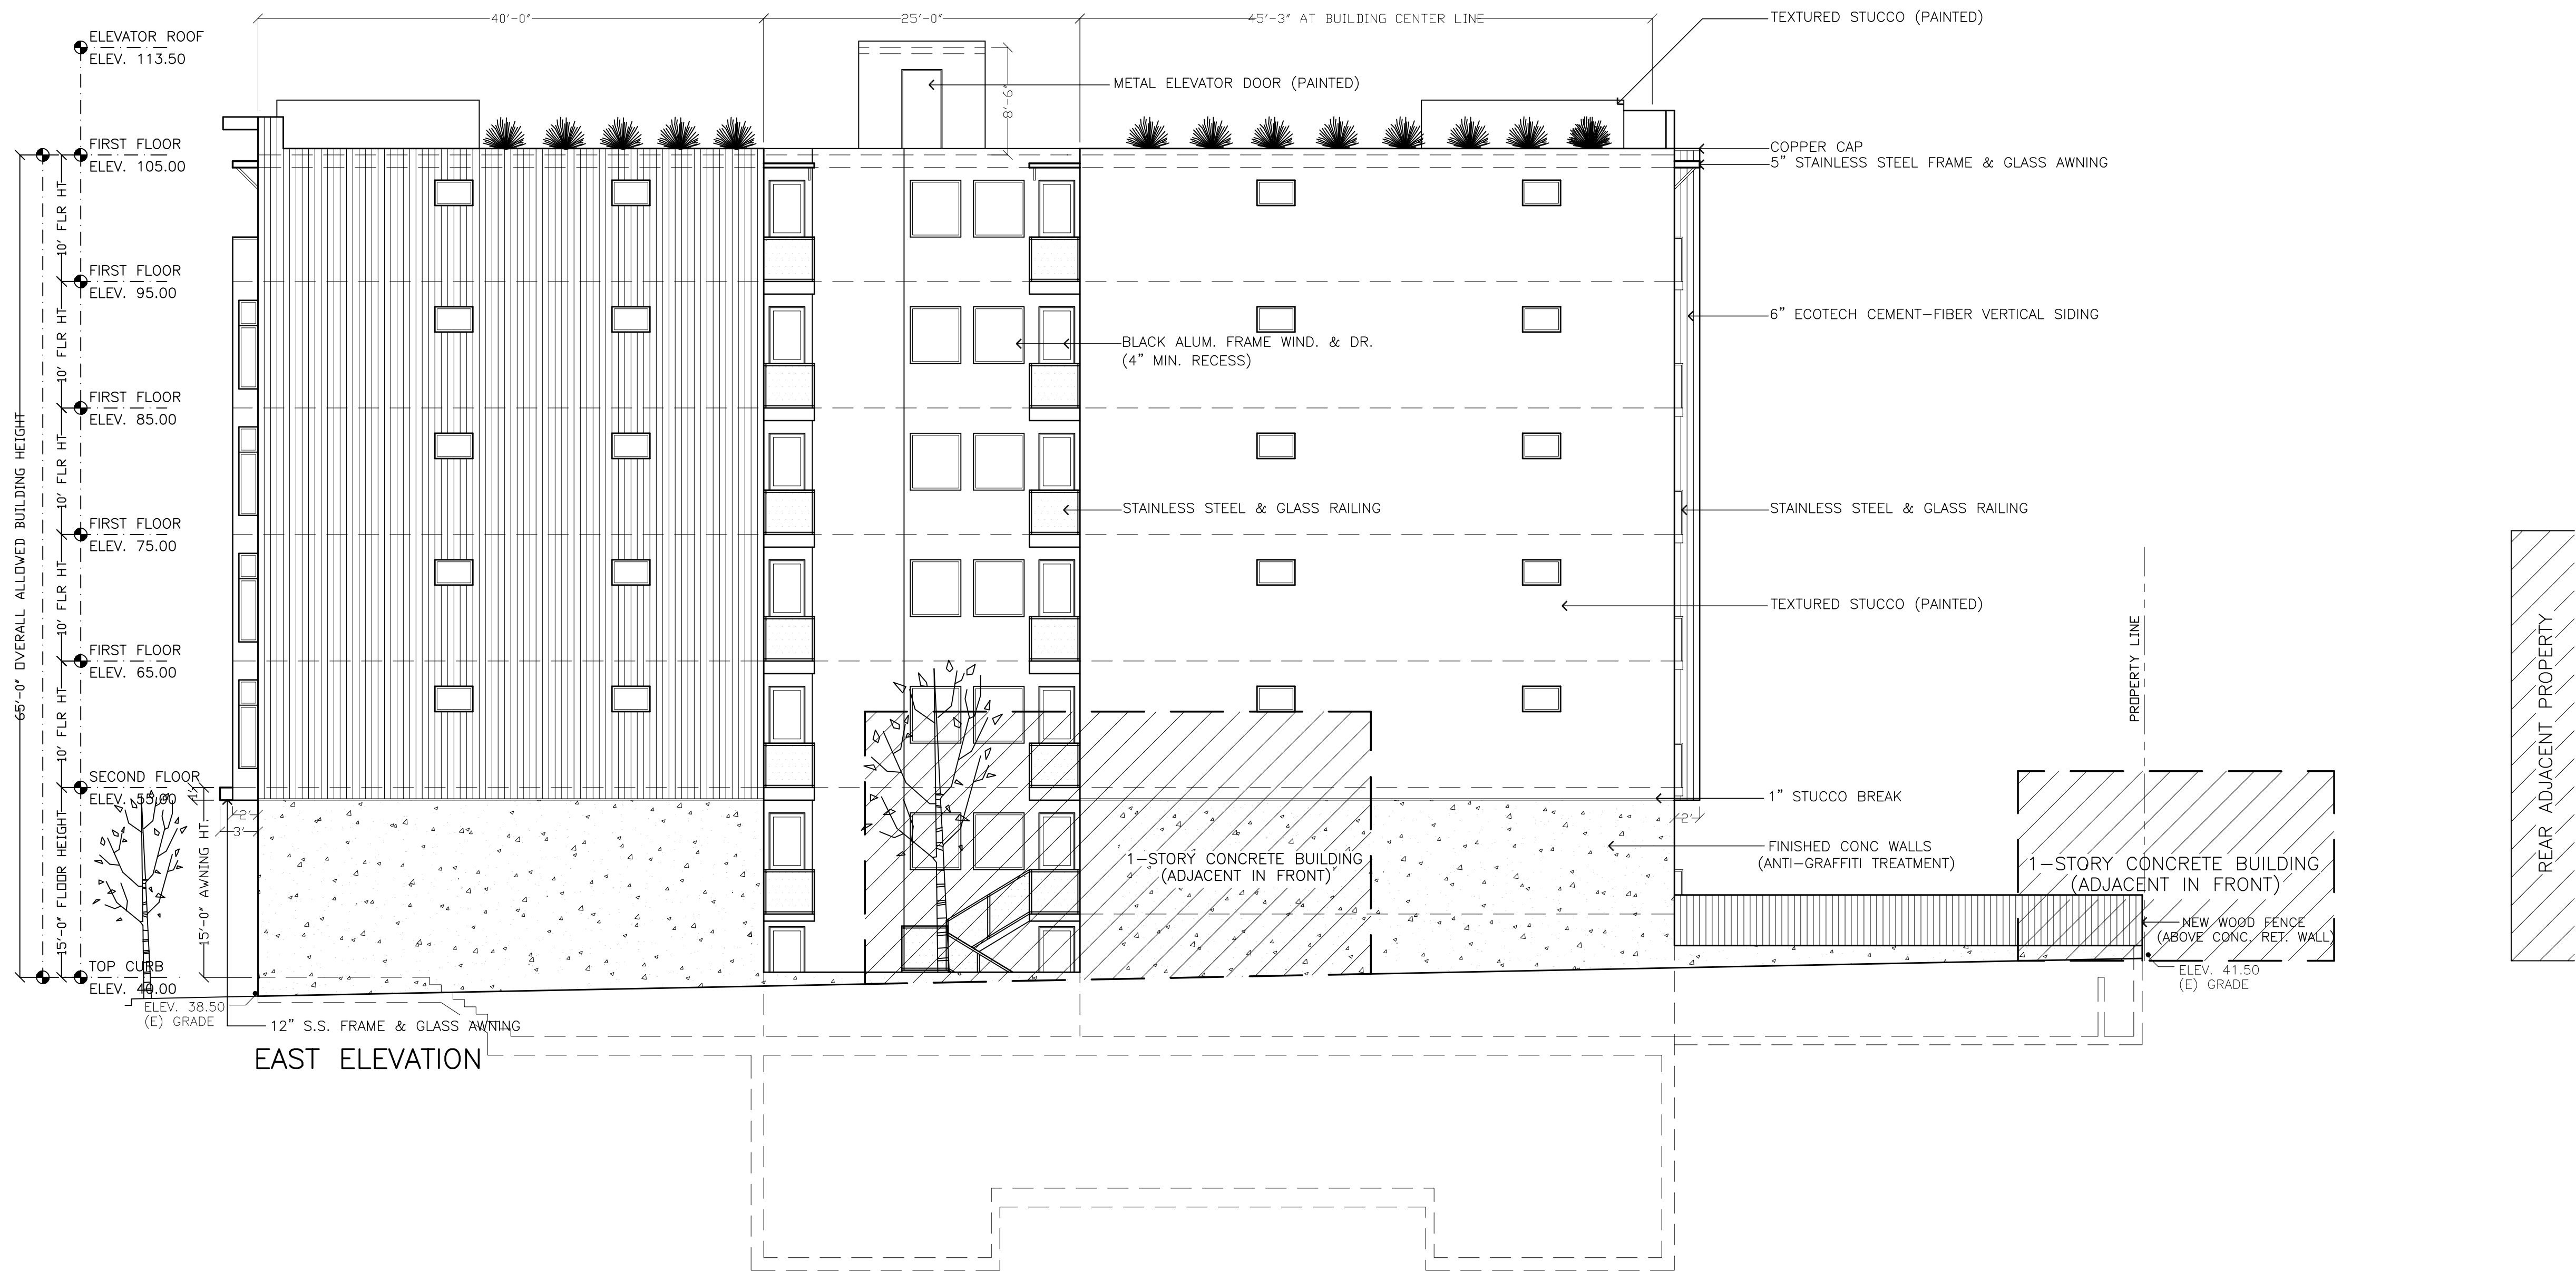 40'-0"
25'-0"
45'-3" AT BUILDING CENTER LINE
TEXTURED STUCCO (PAINTED)
ELEVATOR ROOF
ELEV. 113.50
METAL ELEVATOR DOOR (PAINTED)
8'-6"
FIRST FLOOR
ELEV. 105.00
COPPER CAP
5" STAINLESS STEEL FRAME & GLASS AWNING
10' FLR HT
FIRST FLOOR
ELEV. 95.00
6" ECOTECH CEMENT-FIBER VERTICAL SIDING
10' FLR HT
BLACK ALUM. FRAME WIND. & DR.
(4" MIN. RECESS)
FIRST FLOOR
ELEV. 85.00
65'-0" OVERALL ALLOWED BUILDING HEIGHT
10' FLR HT
STAINLESS STEEL & GLASS RAILING
STAINLESS STEEL & GLASS RAILING
FIRST FLOOR
ELEV. 75.00
10' FLR HT
TEXTURED STUCCO (PAINTED)
PROPERTY LINE
REAR ADJACENT PROPERTY
FIRST FLOOR
ELEV. 65.00
10' FLR HT
SECOND FLOOR
ELEV. 55.00
1'
2'
3'
2'
1" STUCCO BREAK
15'-0" FLOOR HEIGHT
15'-0" AWNING HT.
FINISHED CONC WALLS
(ANTI-GRAFFITI TREATMENT)
1-STORY CONCRETE BUILDING
(ADJACENT IN FRONT)
1-STORY CONCRETE BUILDING
(ADJACENT IN FRONT)
NEW WOOD FENCE
(ABOVE CONC. RET. WALL)
TOP CURB
ELEV. 40.00
ELEV. 41.50
(E) GRADE
ELEV. 38.50
(E) GRADE
12" S.S. FRAME & GLASS AWNING
EAST ELEVATION